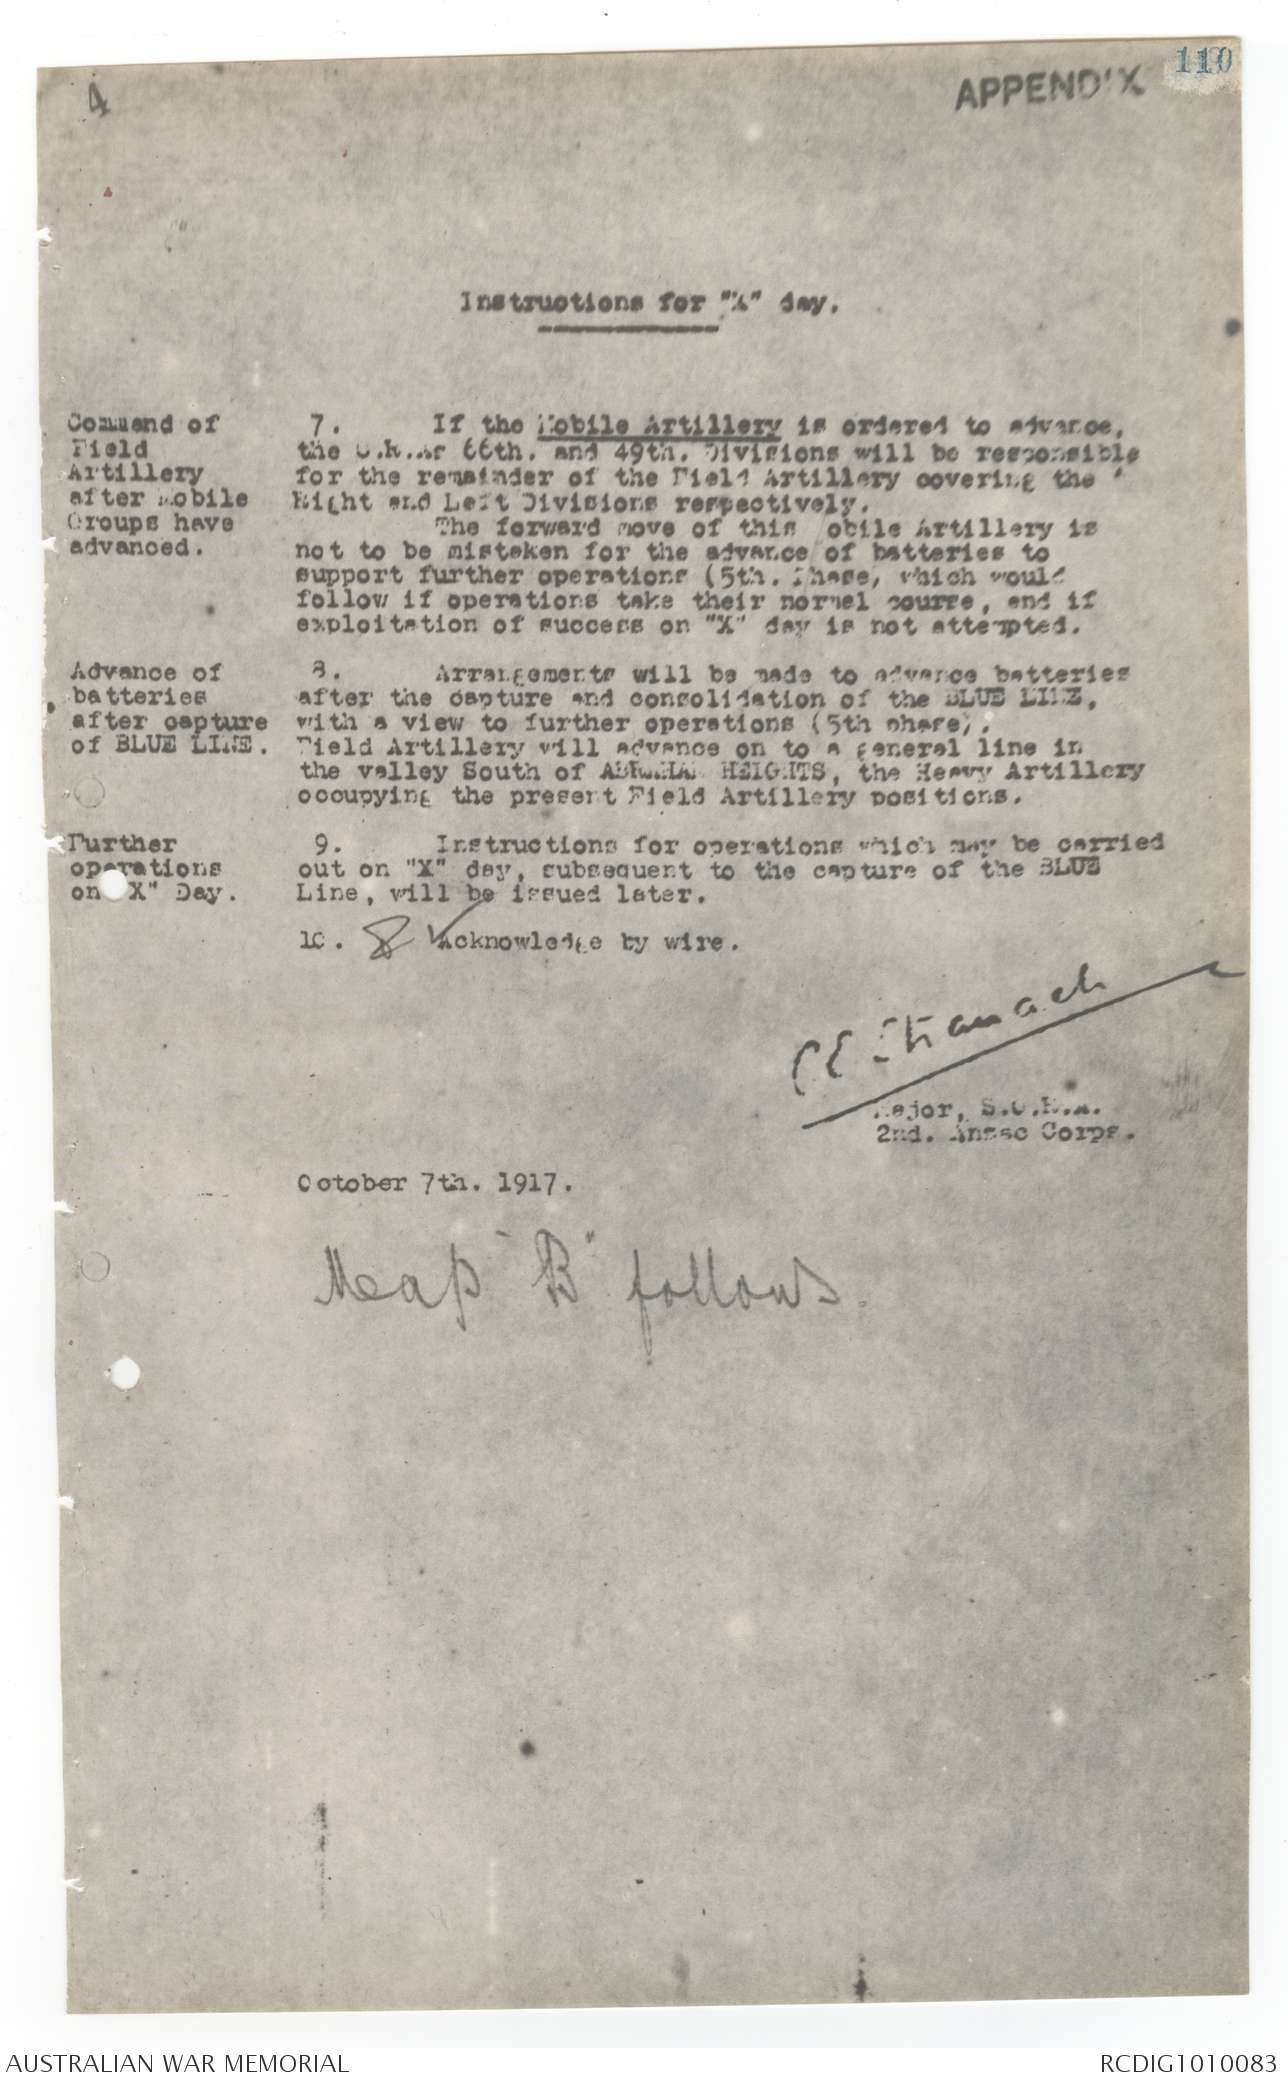 4
APPENDIX
110
Instructions for "X" day.
Command of
Field
Artillery
after Mobile
Groups have
advanced.
7. If the Mobile Artillery is ordered to advance,
the C.R.As 66th. and 49th. Divisions will be responsible
for the remainder of the Field Artillery covering the
Right and Left Divisions respectively.
The forward move of this Mobile Artillery is
not to be mistaken for the advance of batteries to
support further operations (5th. Phase) which would
follow if operations take their normal course, and if
exploitation of success on "X" day is not attempted.
Advance of
batteries
after capture
of BLUE LINE.
8. Arrangements will be made to advance batteries
after the capture and consolidation of the BLUE LINE,
with a view to further operations (5th phase).
Field Artillery will advance on to a general line in
the valley South of ABRAHAM HEIGHTS, the Heavy Artillery
occupying the present Field Artillery positions.
Further
operations
on "X" Day.
9. Instructions for operations which may be carried
out on "X" day, subsequent to the capture of the BLUE
Line, will be issued later.
10. Acknowledge by wire.
Major, S.O.R.A.
2nd. Anzac Corps.
October 7th. 1917.
Map "B" follows.
AUSTRALIAN WAR MEMORIAL
RCDIG1010083